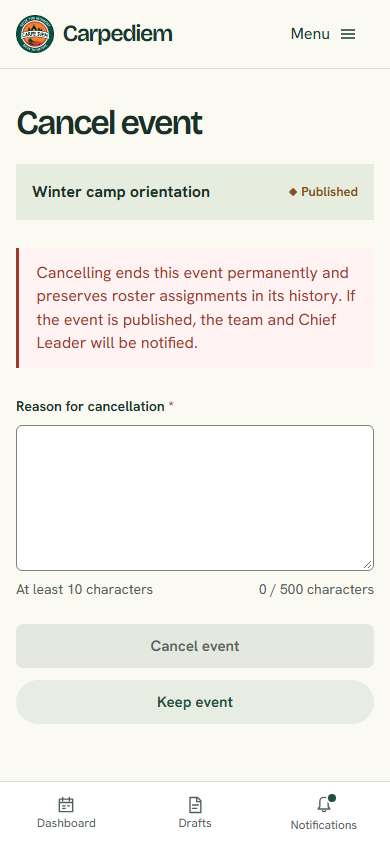 CARPE DIEM
Carpediem
Menu
Cancel event
Winter camp orientation
Published
Cancelling ends this event permanently and
preserves roster assignments in its history. If
the event is published, the team and Chief
Leader will be notified.
Reason for cancellation *
At least 10 characters
0 / 500 characters
Cancel event
Keep event
Dashboard
Drafts
Notifications